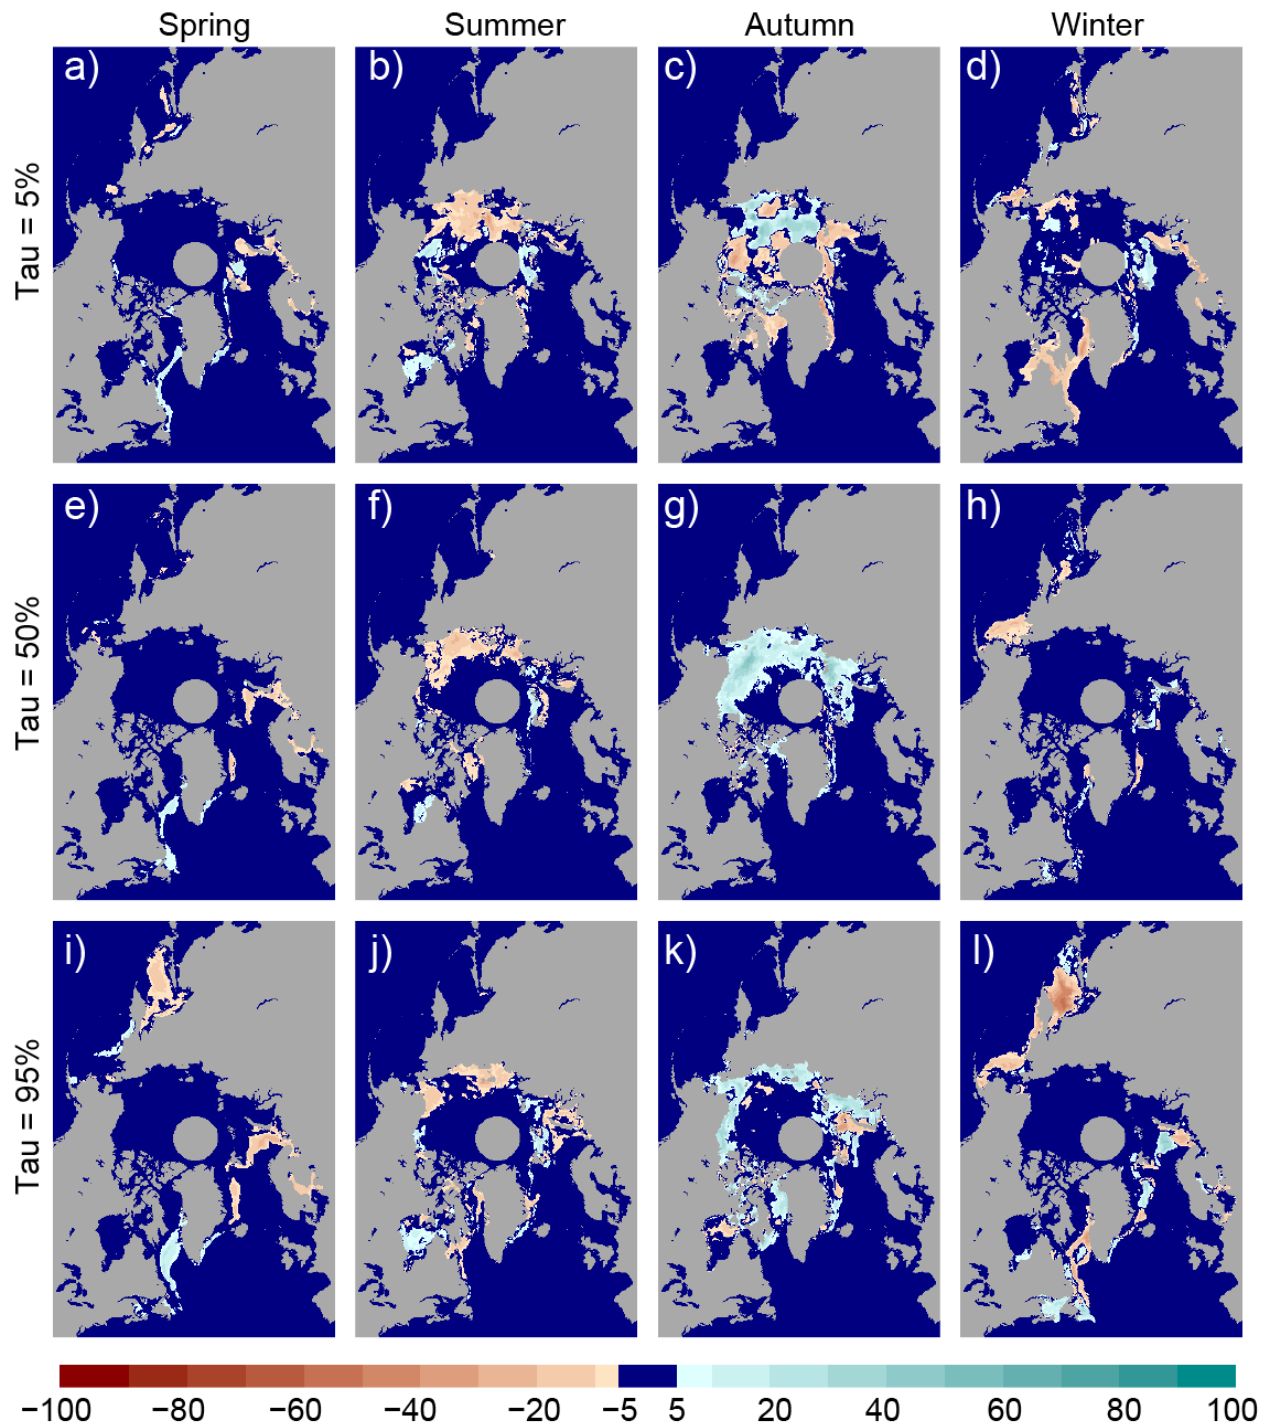 Spring Summer Autumn Winter
Tau = 5%
a) b) c) d)
Tau = 50%
e) f) g) h)
Tau = 95%
i) j) k) l)
−100 −80 −60 −40 −20 −5 5 20 40 60 80 100